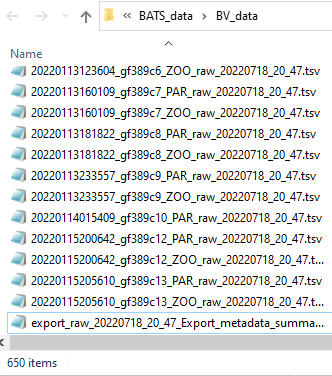 BATS_data > BV_data
Name
20220113123604_gf389c6_ZOO_raw_20220718_20_47.tsv
20220113160109_gf389c7_PAR_raw_20220718_20_47.tsv
20220113160109_gf389c7_ZOO_raw_20220718_20_47.tsv
20220113181822_gf389c8_PAR_raw_20220718_20_47.tsv
20220113181822_gf389c8_ZOO_raw_20220718_20_47.tsv
20220113233557_gf389c9_PAR_raw_20220718_20_47.tsv
20220113233557_gf389c9_ZOO_raw_20220718_20_47.tsv
20220114015409_gf389c10_PAR_raw_20220718_20_47.tsv
20220115200642_gf389c12_PAR_raw_20220718_20_47.tsv
20220115200642_gf389c12_ZOO_raw_20220718_20_47.t...
20220115205610_gf389c13_PAR_raw_20220718_20_47.tsv
20220115205610_gf389c13_ZOO_raw_20220718_20_47.t...
export_raw_20220718_20_47_Export_metadata_summa...
650 items